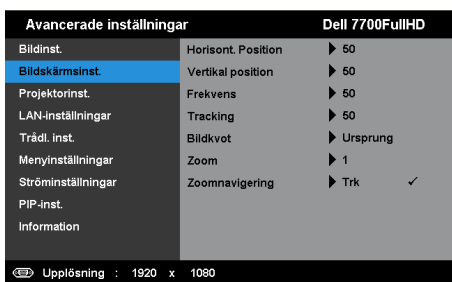 Avancerade inställningar Dell 7700FullHD
Bildinst. Horisont. Position 50
Bildskärmsinst. Vertikal position 50
Projektorinst. Frekvens 50
LAN-inställningar Tracking 50
Trådl. inst. Bildkvot Ursprung
Menyinställningar Zoom 1
Ströminställningar Zoomnavigering Trk ✓
PIP-inst.
Information
Upplösning : 1920 x 1080